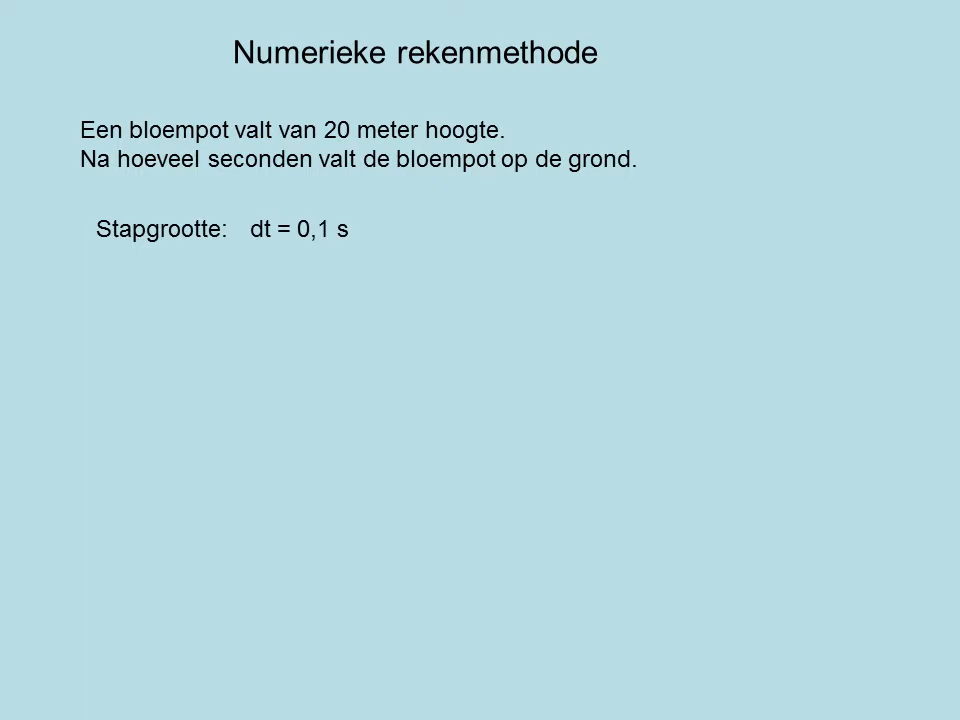 Numerieke rekenmethode
Een bloempot valt van 20 meter hoogte.
Na hoeveel seconden valt de bloempot op de grond.
Stapgrootte: dt = 0,1 s